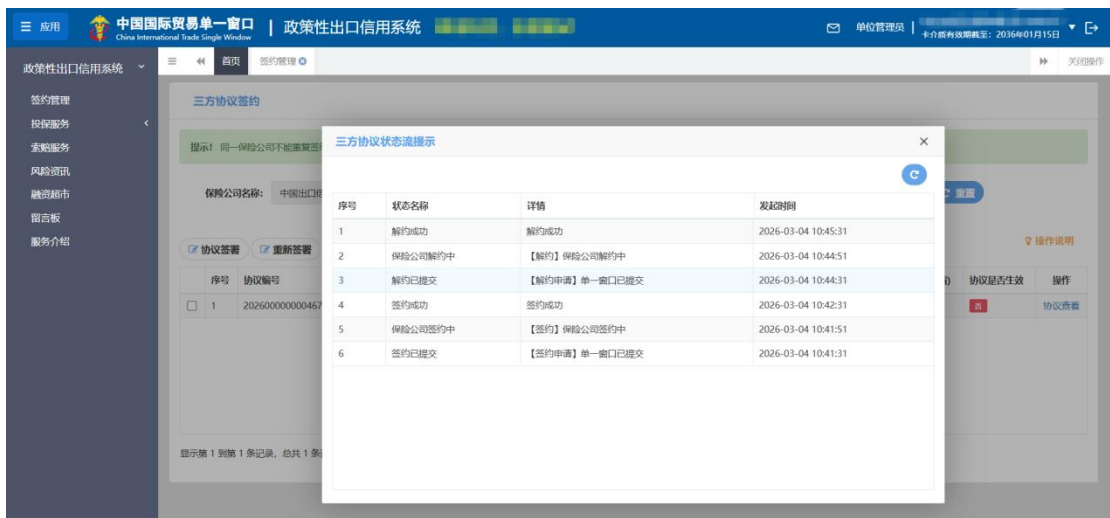 应用 中国国际贸易单一窗口 | 政策性出口信用系统 单位管理员 |
China International Trade Single Window 卡介质有效期截至：2036年01月15日
政策性出口信用系统 首页 签约管理 关闭操作
签约管理
投保服务
索赔服务
风险资讯
融资超市
留言板
服务介绍
三方协议签约
提示！同一保险公司不能重复签
保险公司名称： 中国出口信 重置
协议签署 重新签署 操作说明
序号 协议编号 协议是否生效 操作
1 202600000000467 否 协议查看
显示第 1 到第 1 条记录，总共 1 条
三方协议状态流提示
序号 状态名称 详情 发起时间
1 解约成功 解约成功 2026-03-04 10:45:31
2 保险公司解约中 【解约】保险公司解约中 2026-03-04 10:44:51
3 解约已提交 【解约申请】单一窗口已提交 2026-03-04 10:44:31
4 签约成功 签约成功 2026-03-04 10:42:31
5 保险公司签约中 【签约】保险公司签约中 2026-03-04 10:41:51
6 签约已提交 【签约申请】单一窗口已提交 2026-03-04 10:41:31